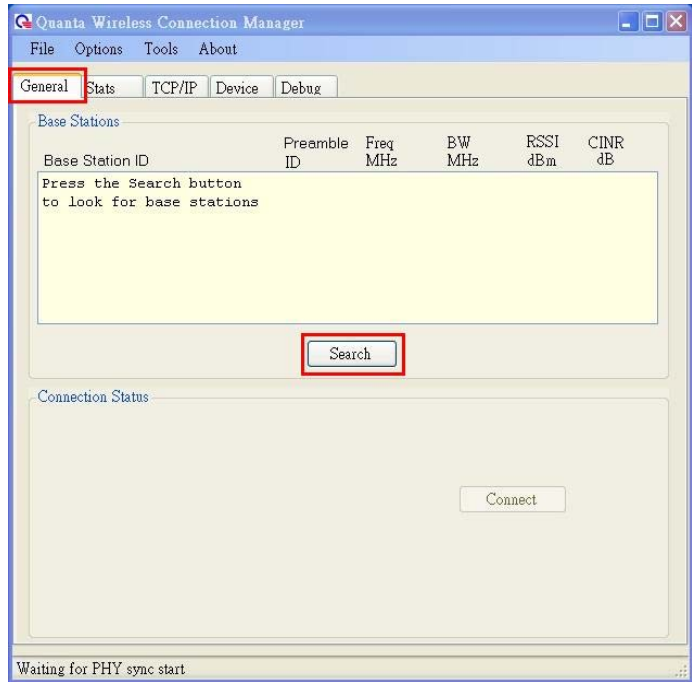 Quanta Wireless Connection Manager
File Options Tools About
General Stats TCP/IP Device Debug
Base Stations
Base Station ID Preamble ID Freq MHz BW MHz RSSI dBm CINR dB
Press the Search button
to look for base stations
Search
Connection Status
Connect
Waiting for PHY sync start